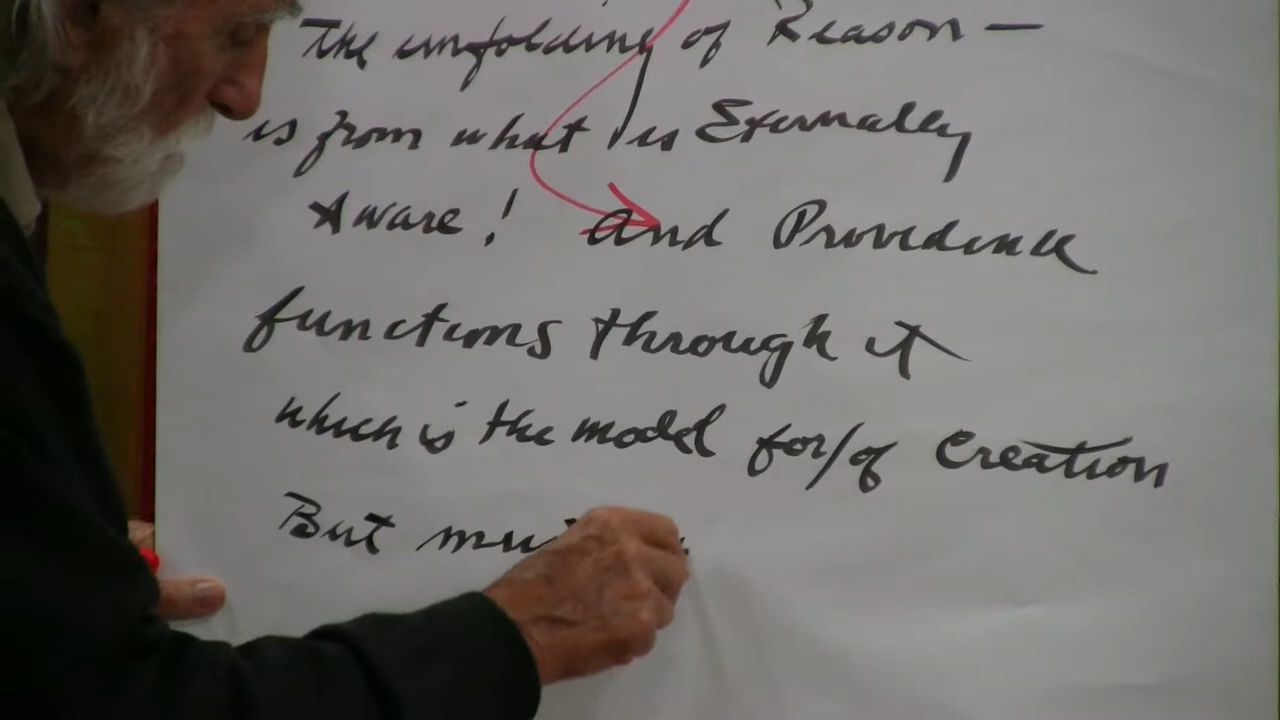 The unfolding of Reason —
is from what is Eternally
Aware! And Providence
functions through it
which is the model for/of Creation
But